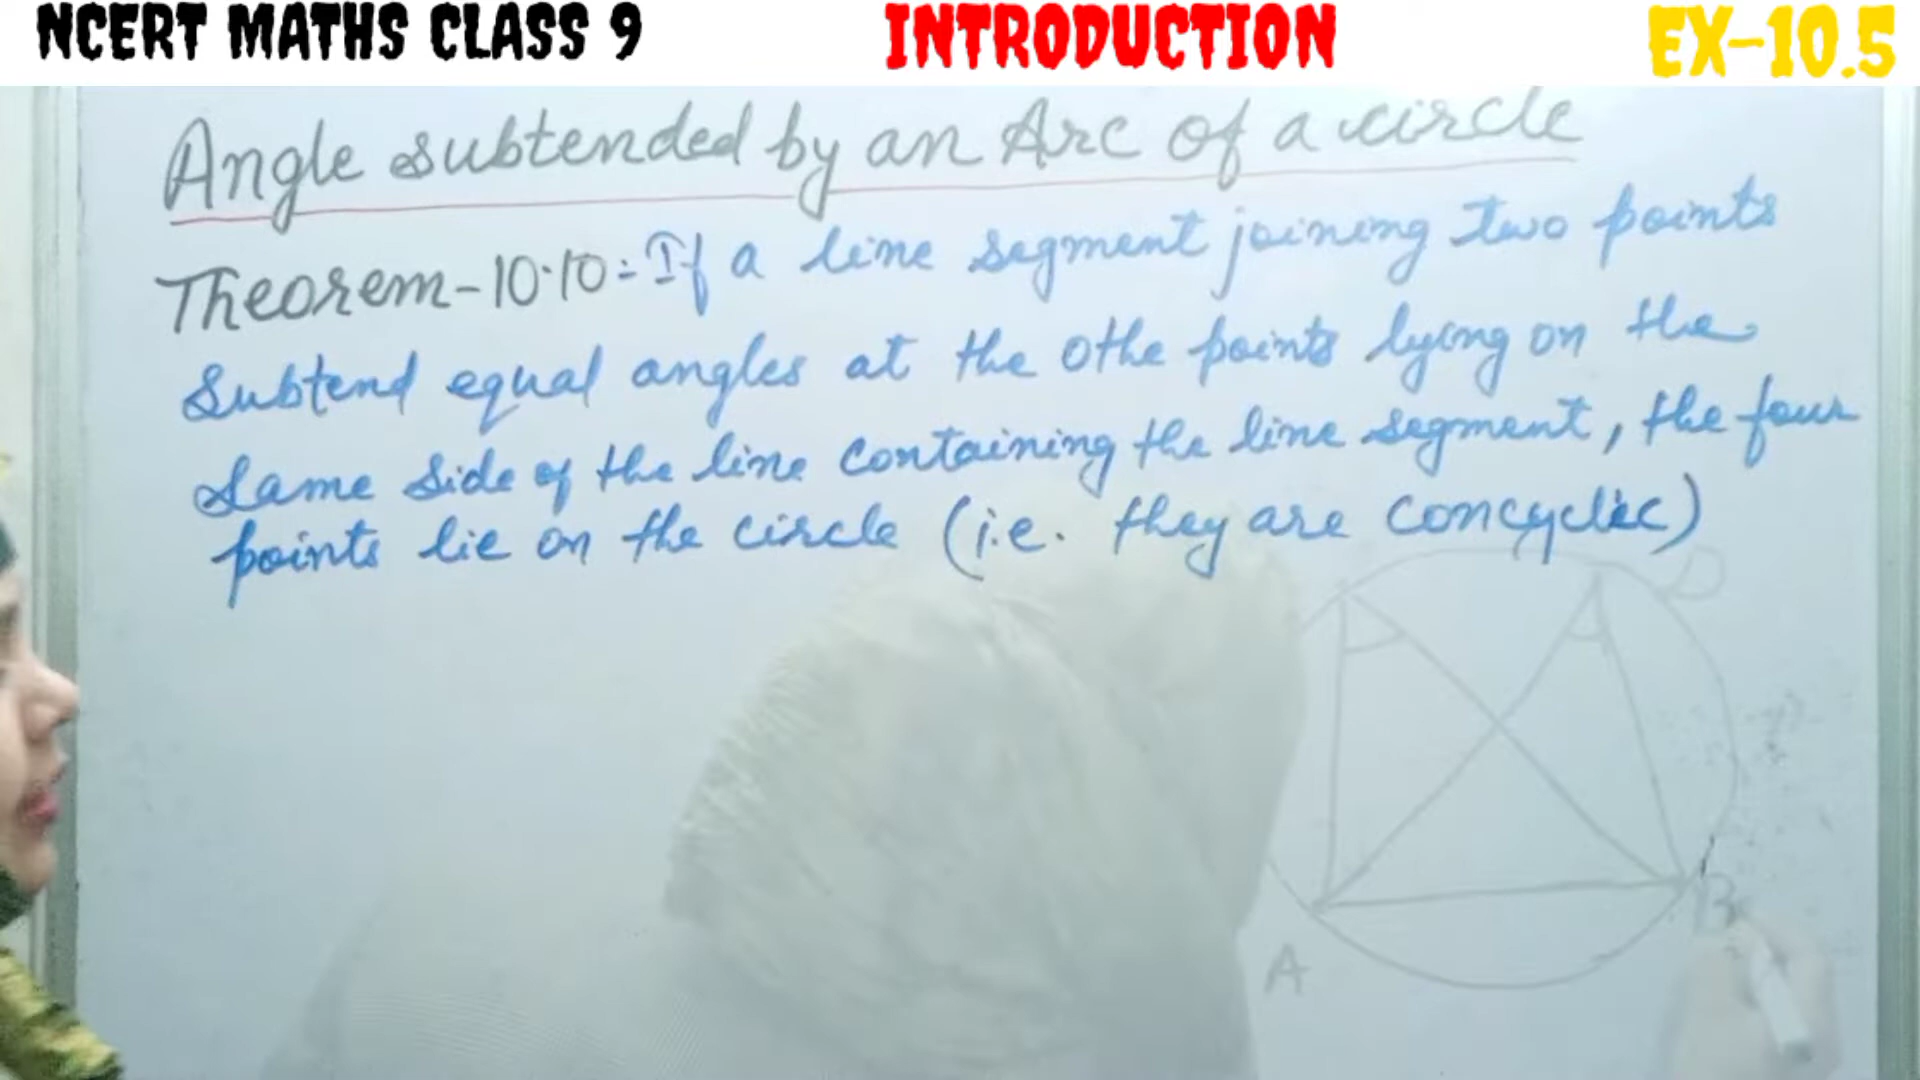 NCERT MATHS CLASS 9 INTRODUCTION EX-10.5
Angle subtended by an Arc of a circle
Theorem-10.10:- If a line segment joining two points
Subtend equal angles at the othe points lying on the
same side of the line containing the line segment, the four
points lie on the circle (i.e. they are concyclic)
D
A B